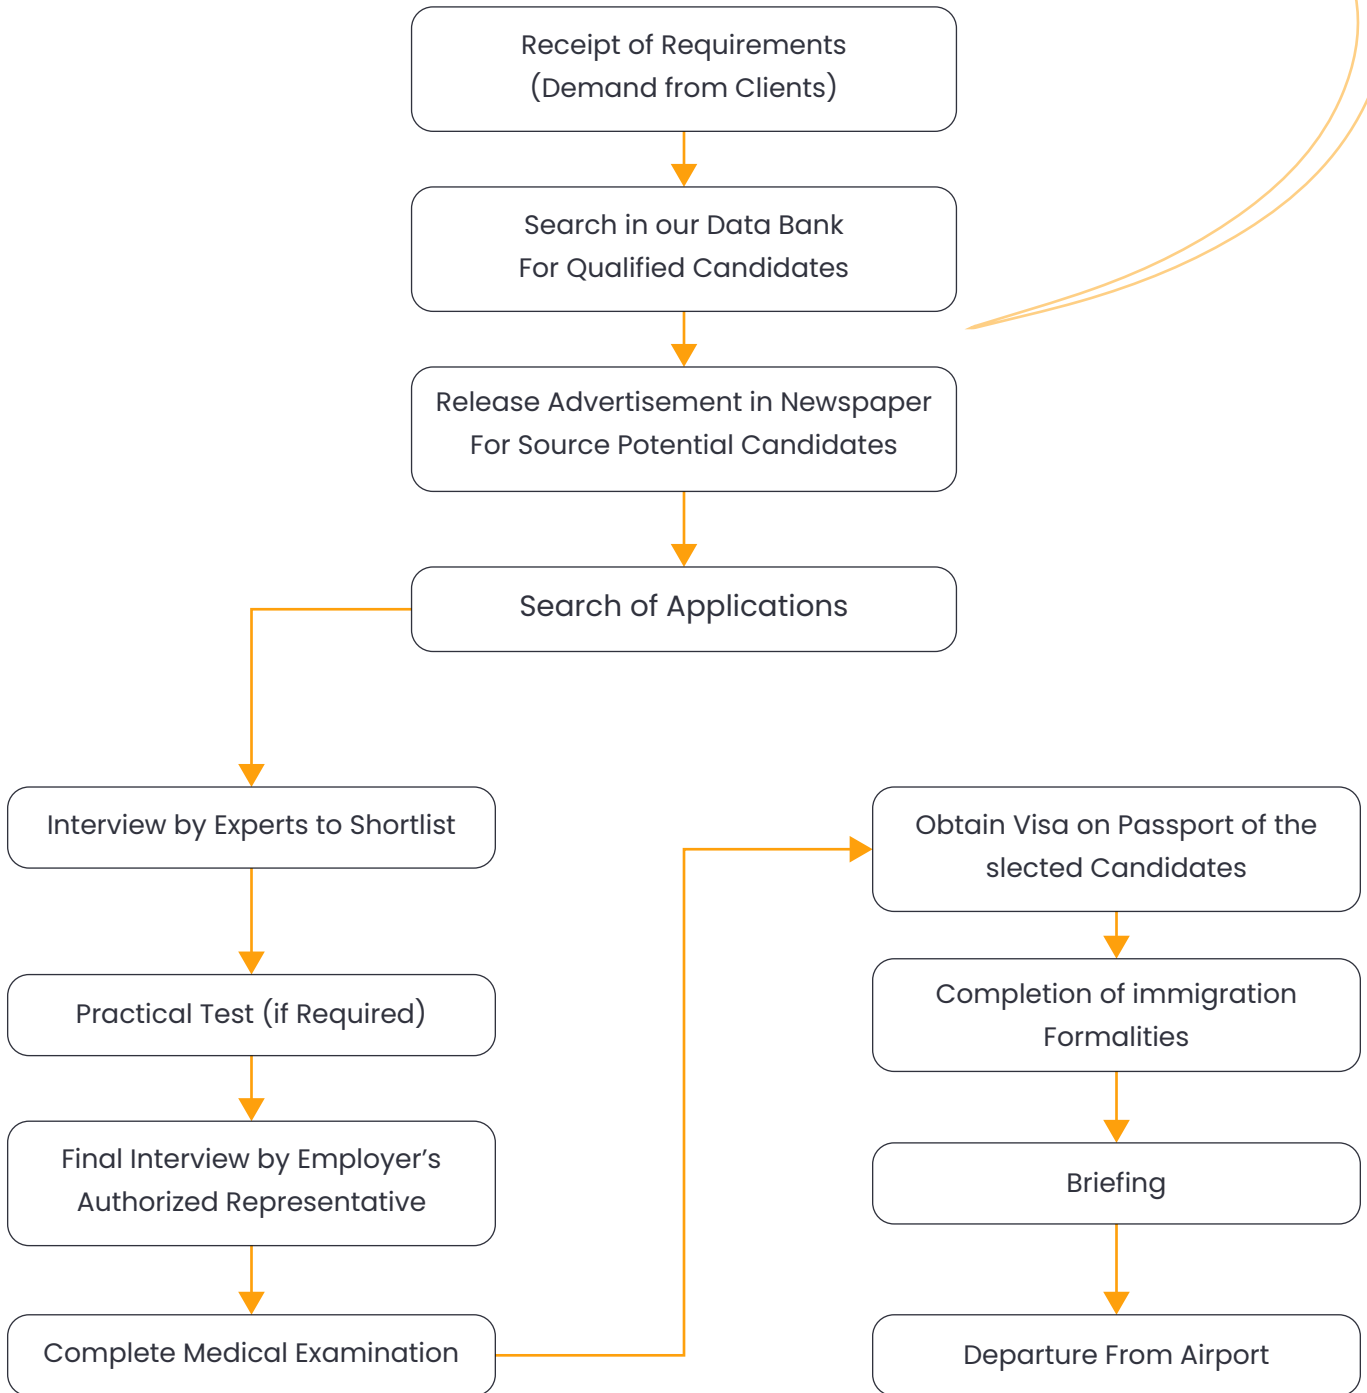 Receipt of Requirements
(Demand from Clients)
Search in our Data Bank
For Qualified Candidates
Release Advertisement in Newspaper
For Source Potential Candidates
Search of Applications
Interview by Experts to Shortlist
Practical Test (if Required)
Final Interview by Employer’s
Authorized Representative
Complete Medical Examination
Obtain Visa on Passport of the
slected Candidates
Completion of immigration
Formalities
Briefing
Departure From Airport